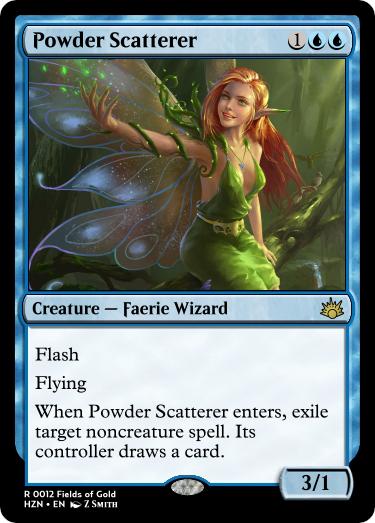 Powder Scatterer 1
Creature — Faerie Wizard
Flash
Flying
When Powder Scatterer enters, exile
target noncreature spell. Its
controller draws a card.
3/1
R 0012 Fields of Gold
HZN • EN Z Smith